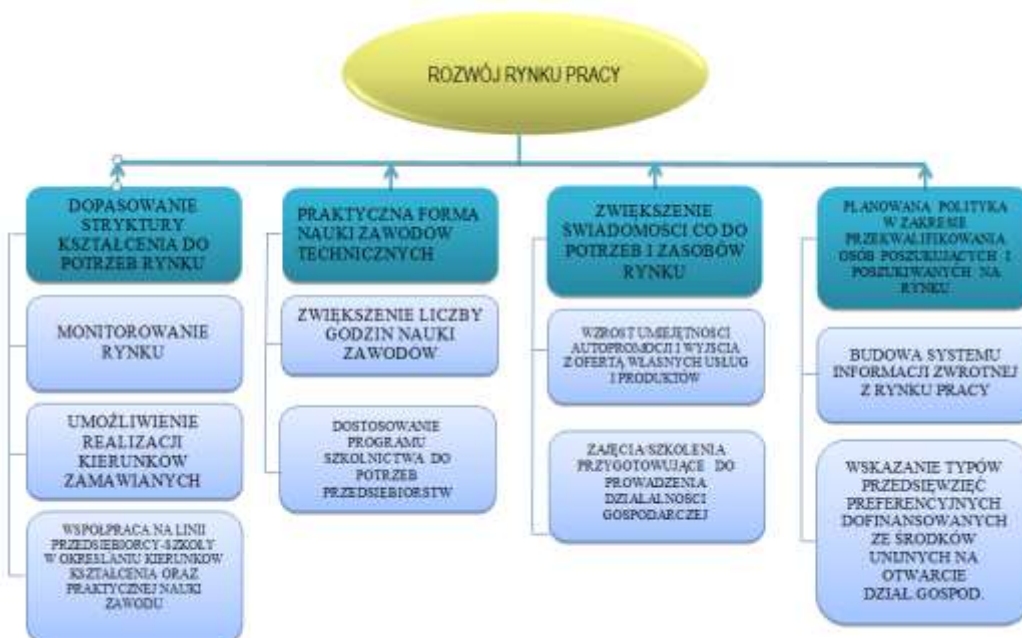 ROZWÓJ RYNKU PRACY
DOPASOWANIE
STRYKTURY
KSZTAŁCENIA DO
POTRZEB RYNKU
MONITOROWANIE
RYNKU
UMOŻLIWIENIE
REALIZACJI
KIERUNKÓW
ZAMAWIANYCH
WSPÓŁPRACA NA LINII
PRZEDSIEBIORCY-SZKOŁY
W OKREŚLANIU KIERUNKÓW
KSZTAŁCENIA ORAZ
PRAKTYCZNEJ NAUKI
ZAWODU
PRAKTYCZNA FORMA
NAUKI ZAWODÓW
TECHNICZNYCH
ZWIĘKSZENIE LICZBY
GODZIN NAUKI
ZAWODÓW
DOSTOSOWANIE
PROGRAMU
SZKOLNICTWA DO
POTRZEB
PRZEDSIEBIORSTW
ZWIĘKSZENIE
ŚWIADOMOŚCI CO DO
POTRZEB I ZASOBÓW
RYNKU
WZROST UMIEJĘTNOŚCI
AUTOPROMOCJI I WYJŚCIA
Z OFERTĄ WŁASNYCH USŁUG
I PRODUKTÓW
ZAJĘCIA/SZKOLENIA
PRZYGOTOWUJĄCE DO
PROWADZENIA
DZIAŁALNOŚCI
GOSPODARCZEJ
PLANOWANA POLITYKA
W ZAKRESIE
PRZEKWALIFIKOWANIA
OSÓB POSZUKUJĄCYCH I
POSZUKIWANYCH NA
RYNKU
BUDOWA SYSTEMU
INFORMACJI ZWROTNEJ
Z RYNKU PRACY
WSKAZANIE TYPÓW
PRZEDSIĘWZIĘĆ
PREFERENCYJNYCH
DOFINANSOWANYCH
ZE ŚRODKÓW
UNIJNYCH NA
OTWARCIE
DZIAŁ.GOSPOD.